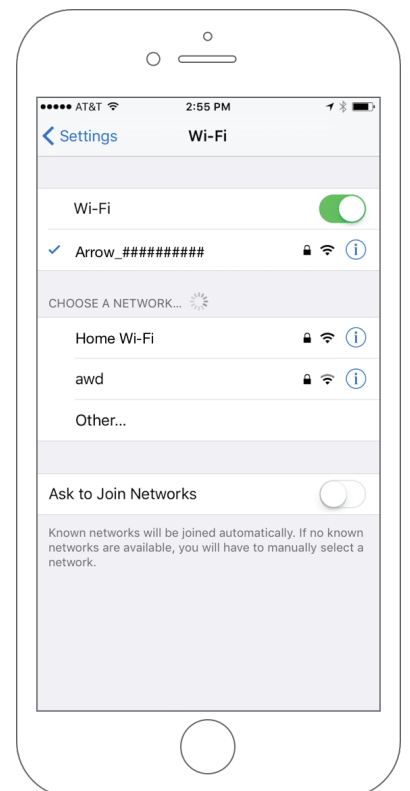 AT&T 2:55 PM
Settings Wi-Fi
Wi-Fi
Arrow_##########
CHOOSE A NETWORK...
Home Wi-Fi
awd
Other...
Ask to Join Networks
Known networks will be joined automatically. If no known
networks are available, you will have to manually select a
network.